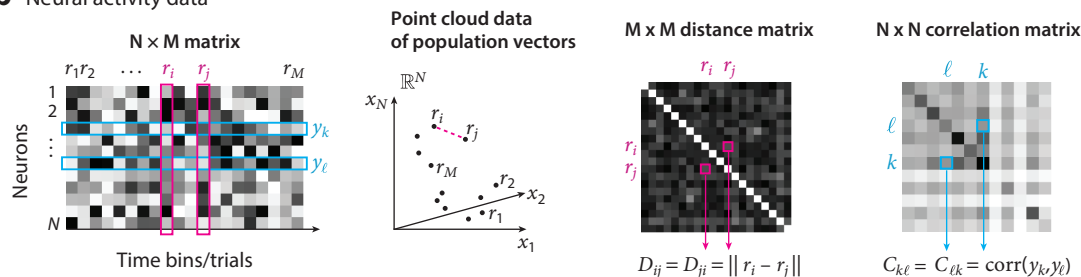 Neural activity data
N × M matrix
r1 r2 ... ri rj rM
Neurons
1
2
⋮
N
yk
yℓ
Time bins/trials
Point cloud data
of population vectors
ℝN
xN
ri
rj
rM
r2
x2
r1
x1
M x M distance matrix
ri rj
ri
rj
Dij = Dji = || ri – rj ||
N x N correlation matrix
ℓ k
ℓ
k
Ckℓ = Cℓk = corr(yk,yℓ)